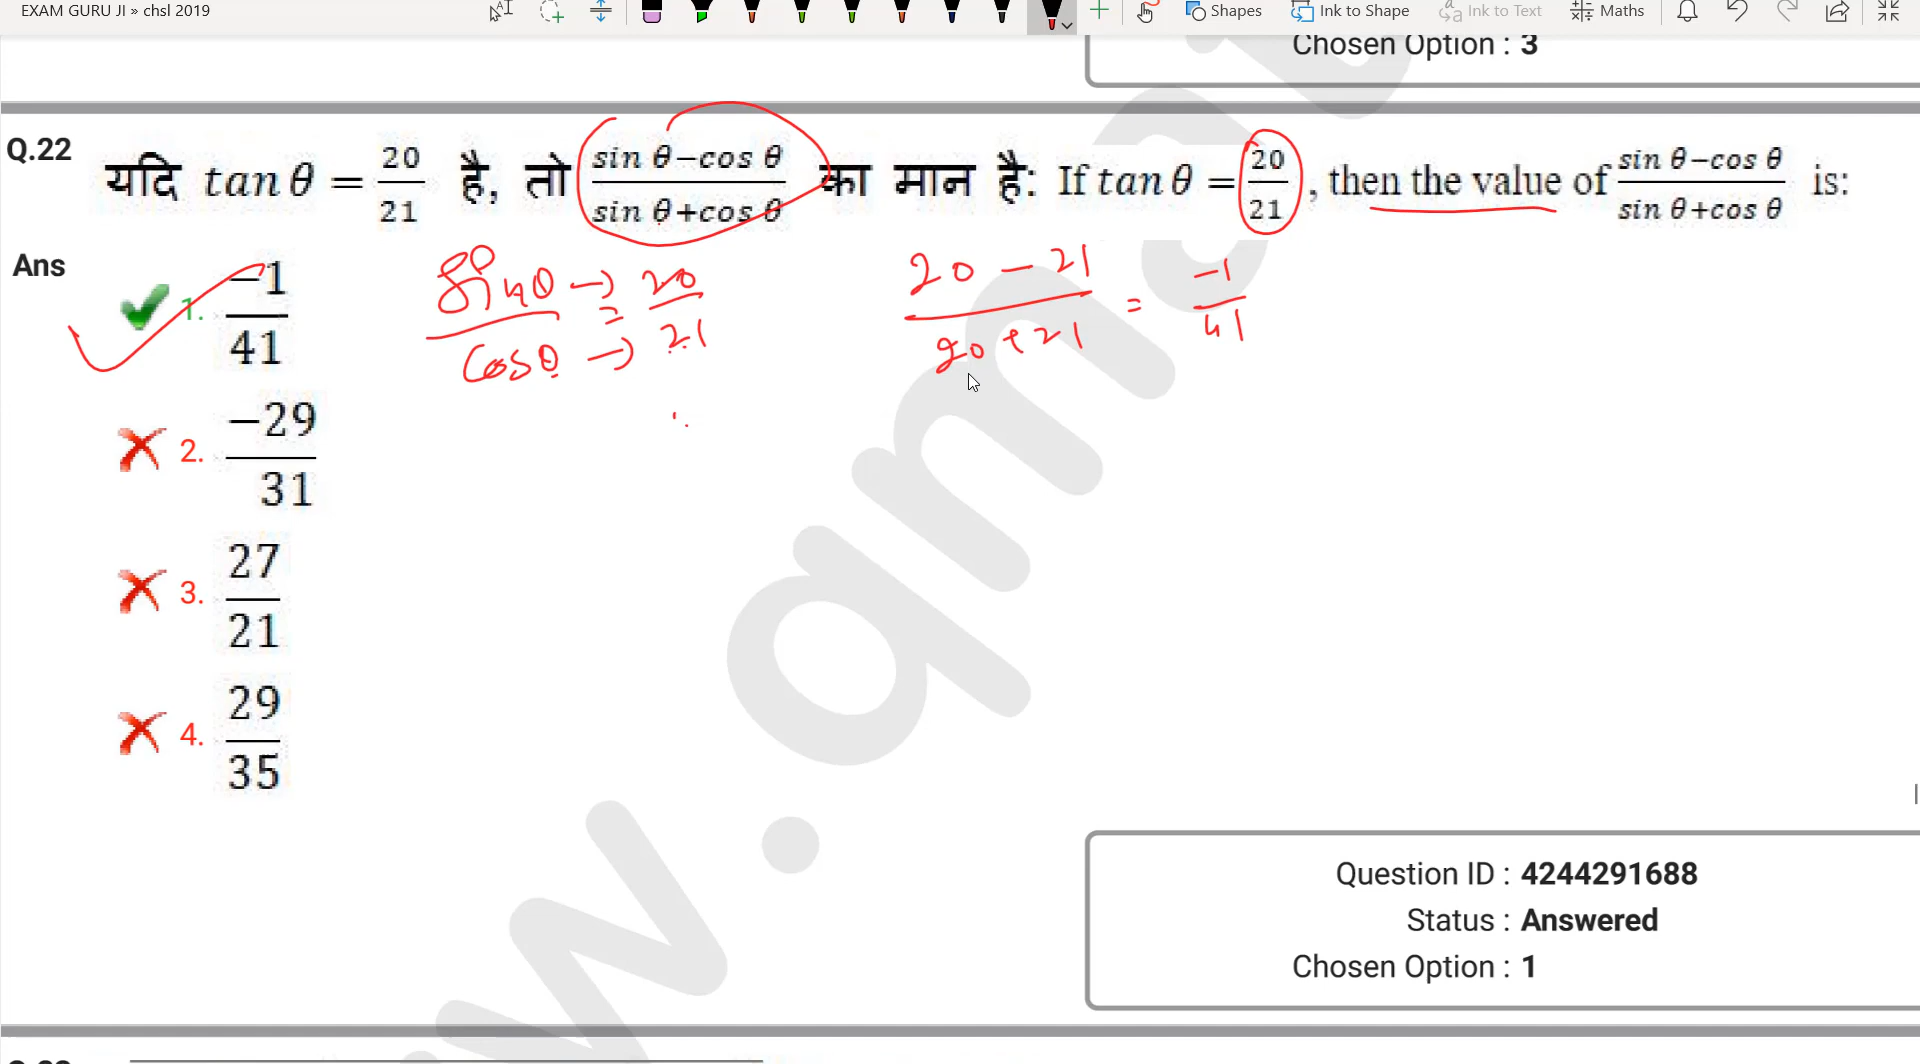 EXAM GURU JI » chsl 2019
Shapes Ink to Shape Ink to Text Maths
Chosen Option : 3
Q.22 यदि tan θ = 20/21 है, तो (sin θ−cos θ)/(sin θ+cos θ) का मान है: If tan θ = 20/21 , then the value of (sin θ−cos θ)/(sin θ+cos θ) is:
Ans
1. −1/41
sinθ → 20
= 
cosθ → 21
20 − 21 / 20 + 21 = −1/41
2. −29/31
3. 27/21
4. 29/35
Question ID : 4244291688
Status : Answered
Chosen Option : 1